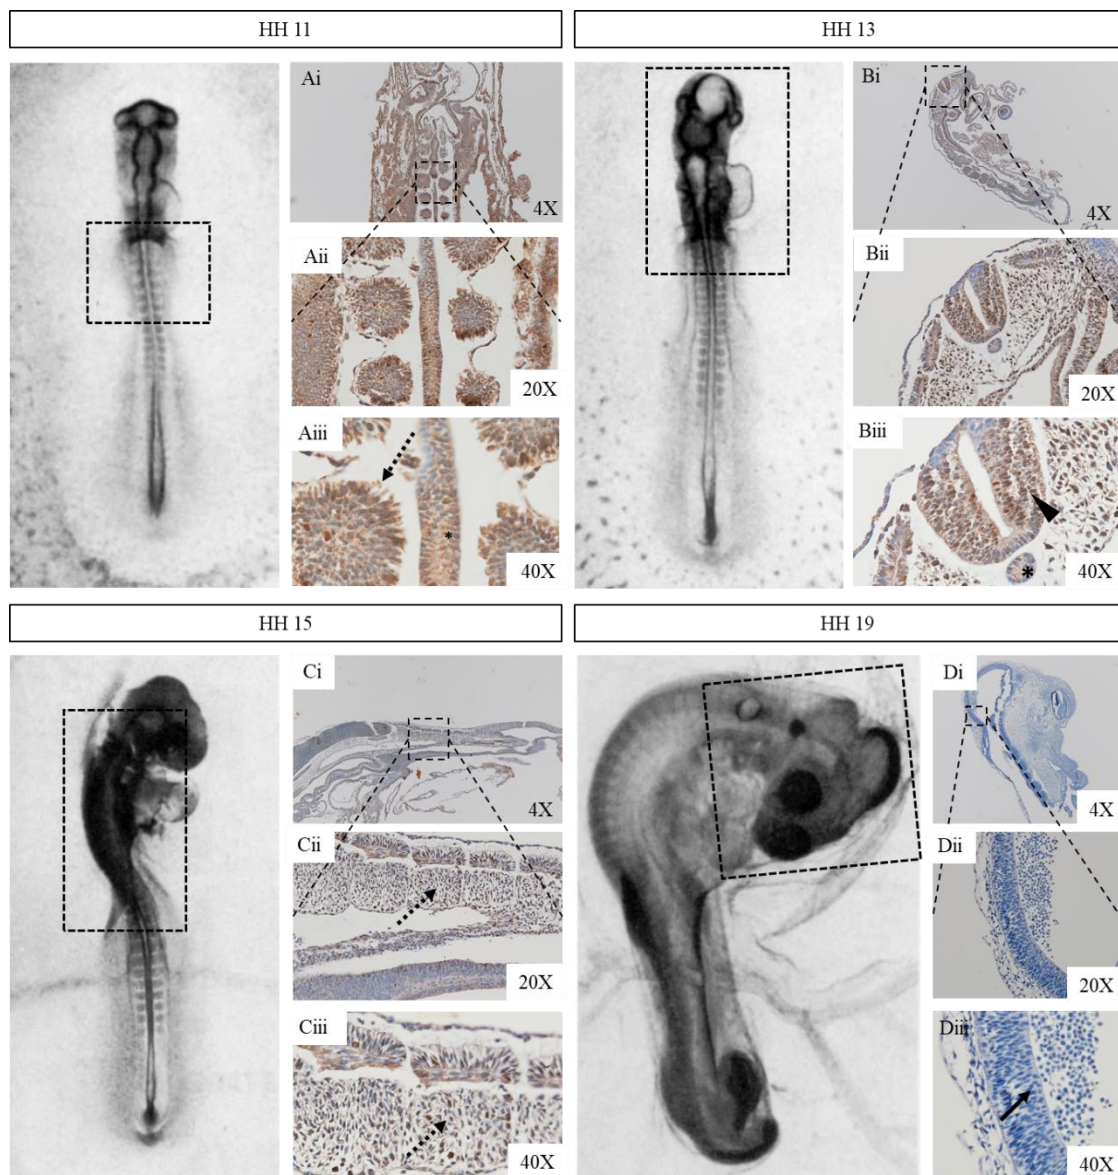 HH 11
HH 13
Ai
4X
Aii
20X
Aiii
*
40X
Bi
4X
Bii
20X
Biii
*
40X
HH 15
HH 19
Ci
4X
Cii
20X
Ciii
40X
Di
4X
Dii
20X
Diii
40X